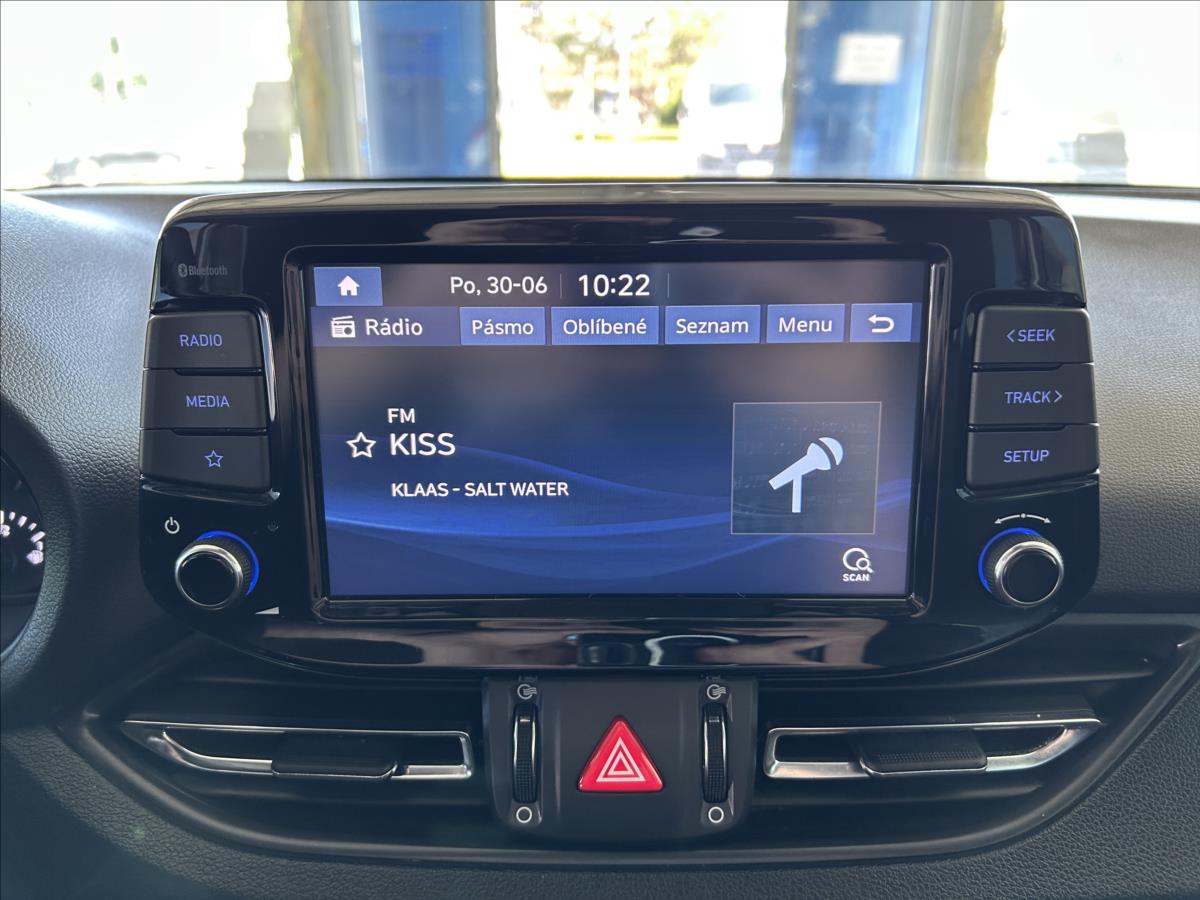 Bluetooth
Po, 30-06 10:22
Rádio Pásmo Oblíbené Seznam Menu
RADIO
MEDIA
FM
KISS
KLAAS - SALT WATER
SCAN
< SEEK
TRACK >
SETUP